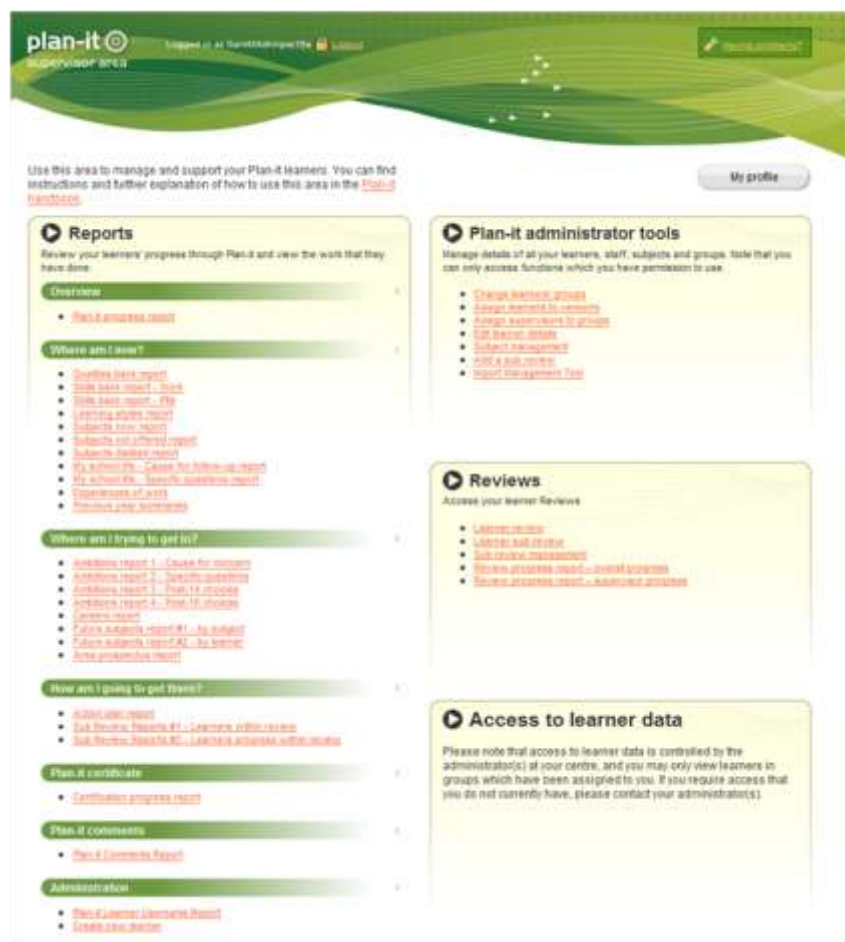 plan-it
supervisor area
Logged in as
Logout
Having problems?
Use this area to manage and support your Plan-it learners. You can find
instructions and further explanation of how to use this area in the Plan-it
handbook.
My profile
Reports
Review your learners' progress through Plan-it and view the work that they
have done.
Overview
Plan-it progress report
Where am I now?
Qualities bank report
Skills bank report - Work
Skills bank report - Me
Learning styles report
Subjects now report
Subjects not offered report
Subjects banked report
My school life - Cause for follow-up report
My school life - Specific questions report
Experiences of work
Previous year summaries
Where am I trying to get to?
Ambitions report 1 - Cause for concern
Ambitions report 2 - Specific questions
Ambitions report 3 - Post-14 choices
Ambitions report 4 - Post-16 choices
Careers report
Future subjects report #1 - by subject
Future subjects report #2 - by learner
Area prospectus report
How am I going to get there?
Action plan report
Sub Review Reports #1 - Learners within review
Sub Review Reports #2 - Learners progress within review
Plan-it certificate
Certification progress report
Plan-it comments
Plan-it Comments Report
Administration
Plan-it Learner Username Report
Create new learner
Plan-it administrator tools
Manage details of all your learners, staff, subjects and groups. Note that you
can only access functions which you have permission to use.
Change learners' groups
Assign learners to versions
Assign supervisors to groups
Edit learner details
Subject management
Add a sub review
Import Management Tool
Reviews
Access your learner Reviews
Learner review
Learner sub review
Sub review management
Review progress report – overall progress
Review progress report – supervisor progress
Access to learner data
Please note that access to learner data is controlled by the
administrator(s) at your centre, and you may only view learners in
groups which have been assigned to you. If you require access that
you do not currently have, please contact your administrator(s).